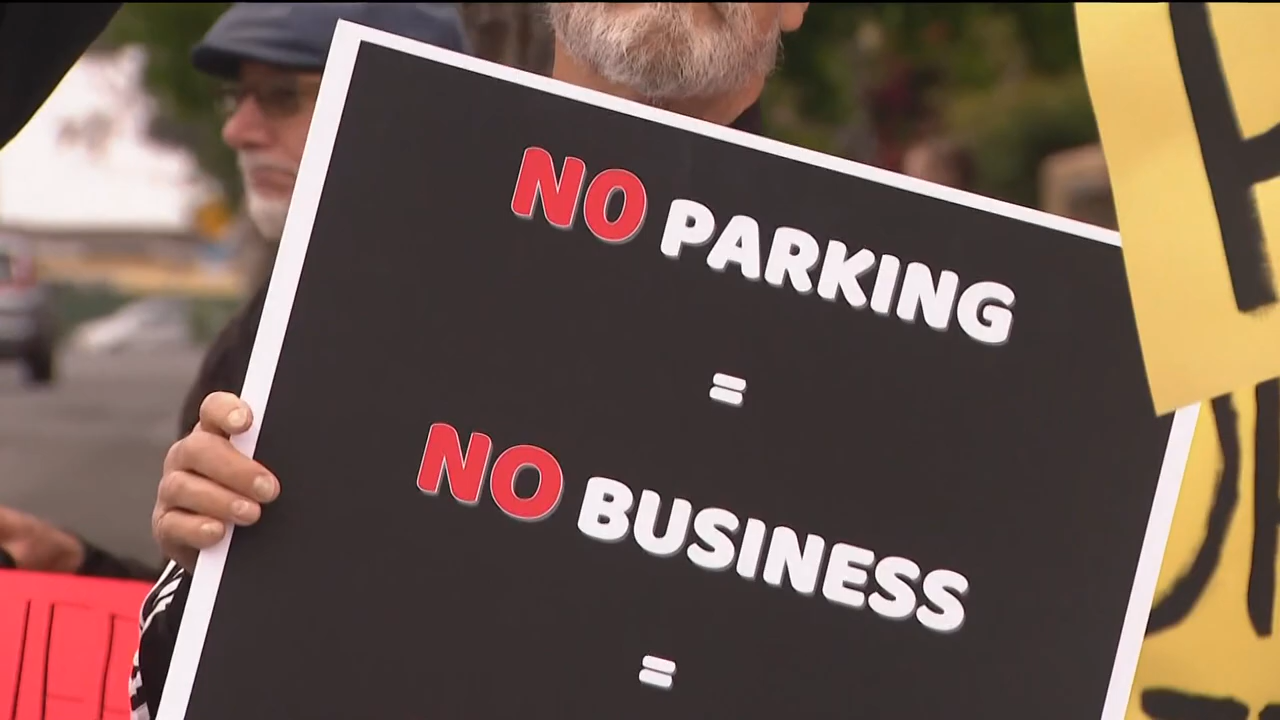 NO PARKING
=
NO BUSINESS
=